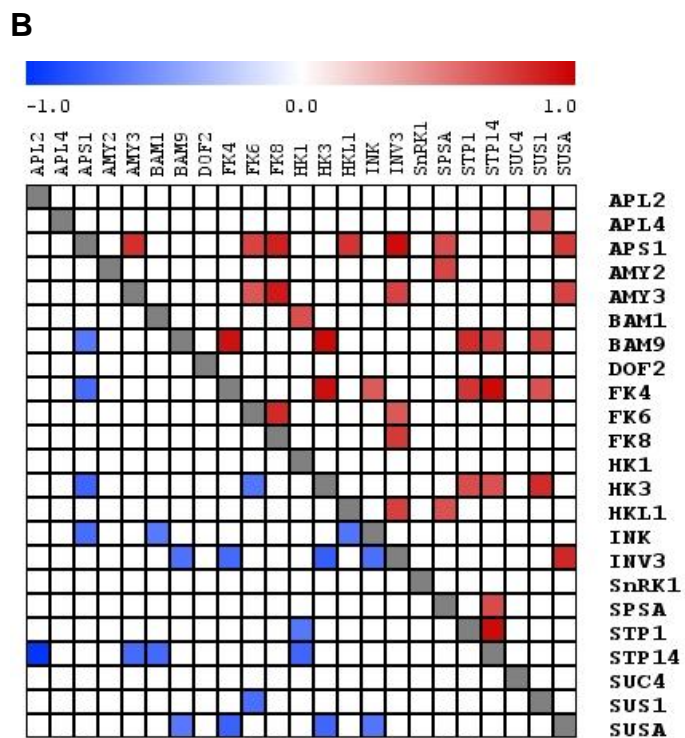 B
-1.0 0.0 1.0
APL2 APL4 APS1 AMY2 AMY3 BAM1 BAM9 DOF2 FK4 FK6 FK8 HK1 HK3 HKL1 INK INV3 SnRK1 SPSA STP1 STP14 SUC4 SUS1 SUSA
APL2
APL4
APS1
AMY2
AMY3
BAM1
BAM9
DOF2
FK4
FK6
FK8
HK1
HK3
HKL1
INK
INV3
SnRK1
SPSA
STP1
STP14
SUC4
SUS1
SUSA